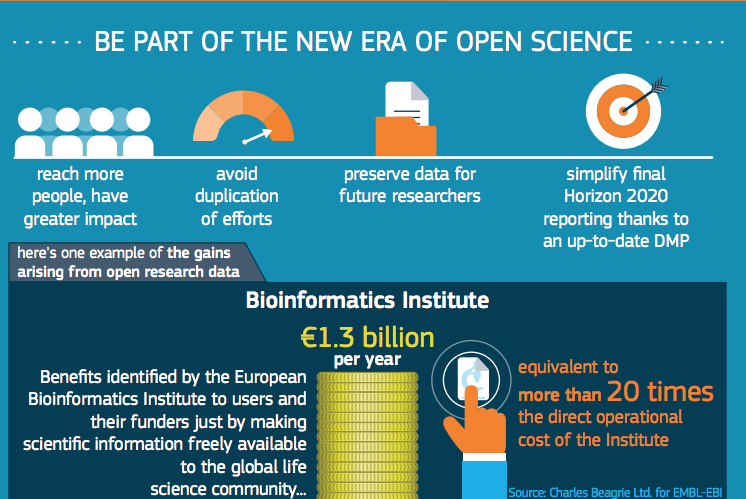 BE PART OF THE NEW ERA OF OPEN SCIENCE
reach more
people, have
greater impact
avoid
duplication
of efforts
preserve data for
future researchers
simplify final
Horizon 2020
reporting thanks to
an up-to-date DMP
here's one example of the gains
arising from open research data
Bioinformatics Institute
€1.3 billion
per year
Benefits identified by the European
Bioinformatics Institute to users and
their funders just by making
scientific information freely available
to the global life
science community...
equivalent to
more than 20 times
the direct operational
cost of the Institute
Source: Charles Beagrie Ltd. for EMBL-EBI